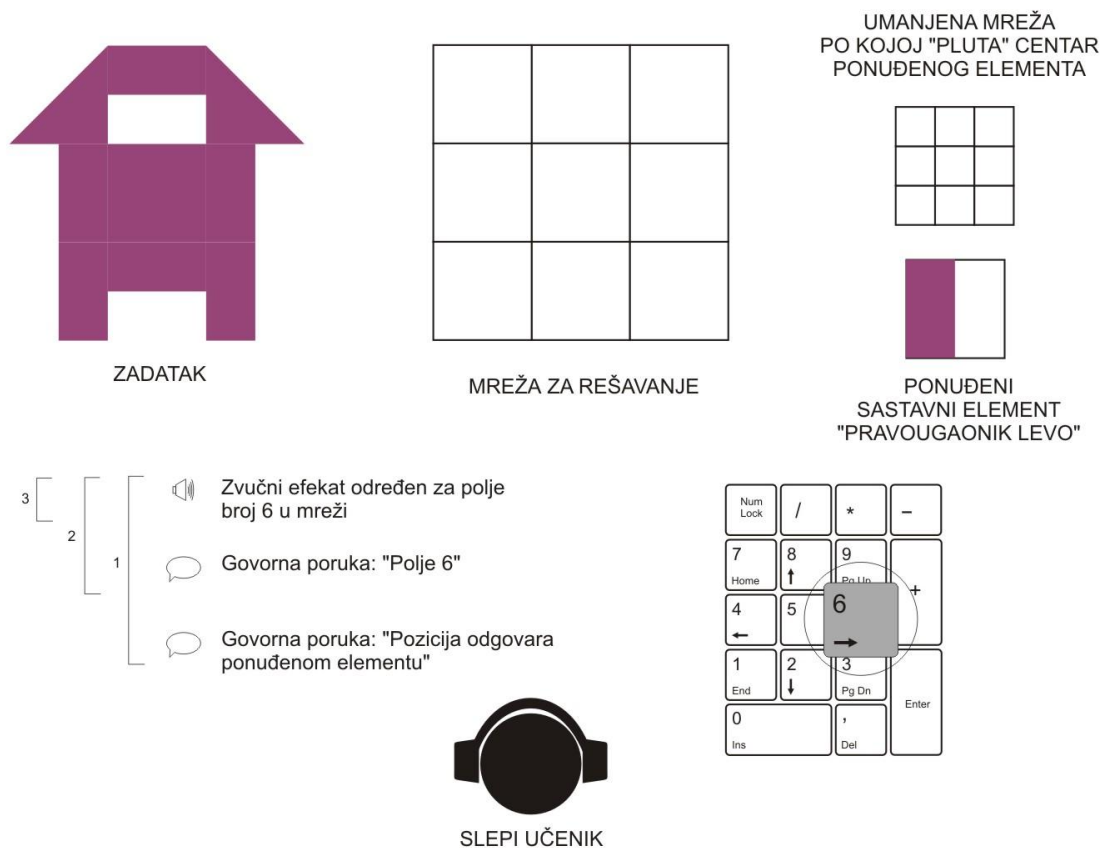 UMANJENA MREŽA
PO KOJOJ "PLUTA" CENTAR
PONUĐENOG ELEMENTA
ZADATAK
MREŽA ZA REŠAVANJE
PONUĐENI
SASTAVNI ELEMENT
"PRAVOUGAONIK LEVO"
3
2
1
Zvučni efekat određen za polje
broj 6 u mreži
Govorna poruka: "Polje 6"
Govorna poruka: "Pozicija odgovara
ponuđenom elementu"
Num
Lock
/
*
–
7
Home
8
9
Pg Up
+
4
5
6
1
End
2
3
Pg Dn
Enter
0
Ins
,
Del
SLEPI UČENIK